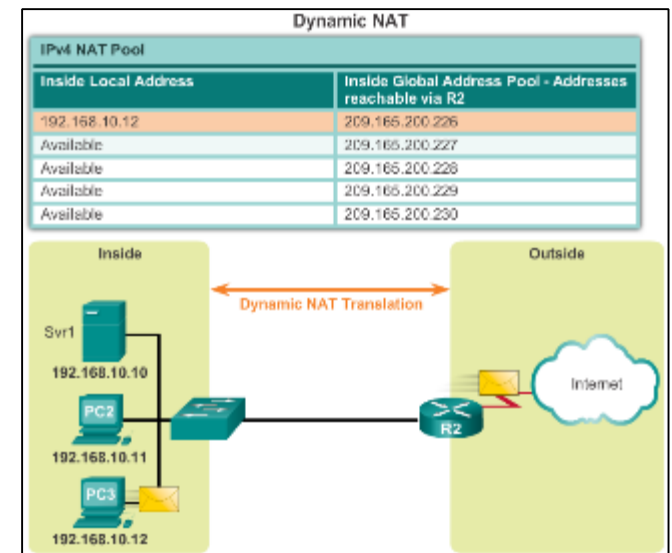 Dynamic NAT
IPv4 NAT Pool
Inside Local Address
Inside Global Address Pool - Addresses
reachable via R2
192.168.10.12
209.165.200.226
Available
209.165.200.227
Available
209.165.200.228
Available
209.165.200.229
Available
209.165.200.230
Inside
Outside
Dynamic NAT Translation
Svr1
192.168.10.10
PC2
192.168.10.11
PC3
192.168.10.12
R2
Internet